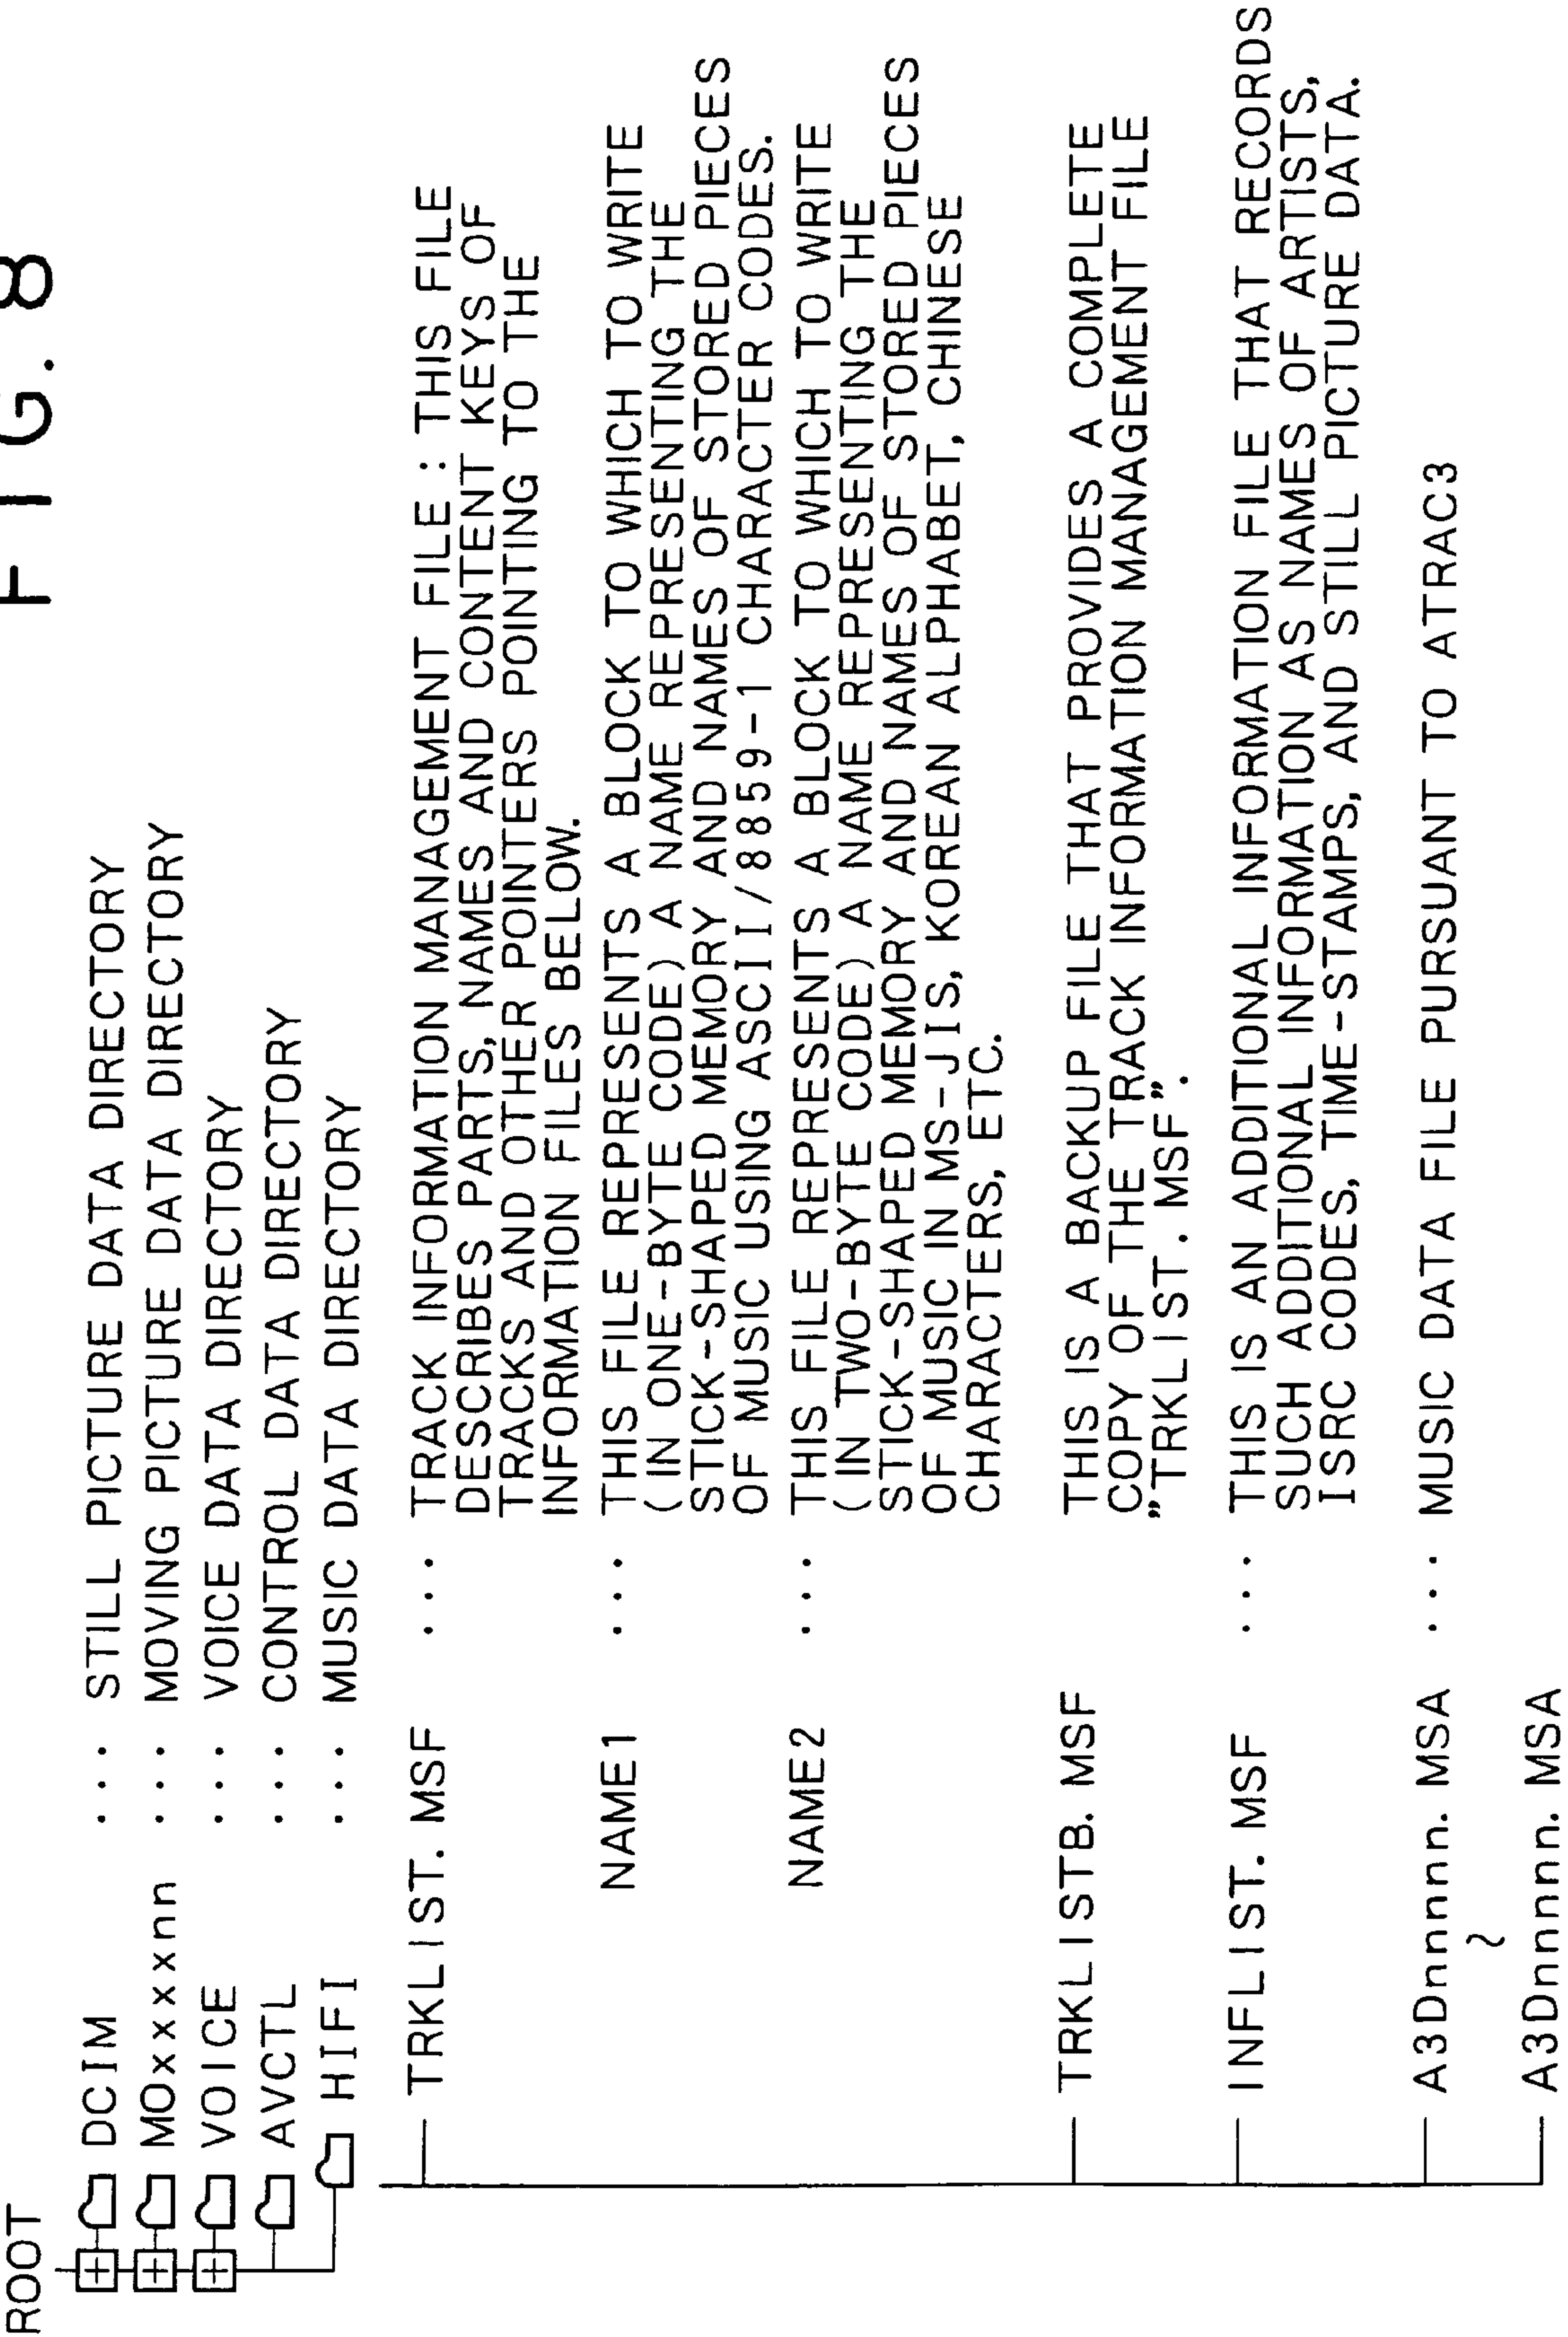 FIG. 8
ROOT
DCIM ... STILL PICTURE DATA DIRECTORY
MOxxxxnn ... MOVING PICTURE DATA DIRECTORY
VOICE ... VOICE DATA DIRECTORY
AVCTL ... CONTROL DATA DIRECTORY
HIFI ... MUSIC DATA DIRECTORY
TRKLIST. MSF ... TRACK INFORMATION MANAGEMENT FILE : THIS FILE
DESCRIBES PARTS, NAMES AND CONTENT KEYS OF
TRACKS AND OTHER POINTERS POINTING TO THE
INFORMATION FILES BELOW.
NAME1 ... THIS FILE REPRESENTS A BLOCK TO WHICH TO WRITE
(IN ONE-BYTE CODE) A NAME REPRESENTING THE
STICK-SHAPED MEMORY AND NAMES OF STORED PIECES
OF MUSIC USING ASCII/8859-1 CHARACTER CODES.
NAME2 ... THIS FILE REPRESENTS A BLOCK TO WHICH TO WRITE
(IN TWO-BYTE CODE) A NAME REPRESENTING THE
STICK-SHAPED MEMORY AND NAMES OF STORED PIECES
OF MUSIC IN MS-JIS, KOREAN ALPHABET, CHINESE
CHARACTERS, ETC.
TRKLISTB. MSF THIS IS A BACKUP FILE THAT PROVIDES A COMPLETE
COPY OF THE TRACK INFORMATION MANAGEMENT FILE
"TRKLIST. MSF".
INFLIST. MSF ... THIS IS AN ADDITIONAL INFORMATION FILE THAT RECORDS
SUCH ADDITIONAL INFORMATION AS NAMES OF ARTISTS,
ISRC CODES, TIME-STAMPS, AND STILL PICTURE DATA.
A3Dnnnnn. MSA ... MUSIC DATA FILE PURSUANT TO ATRAC3
~
A3Dnnnnn. MSA